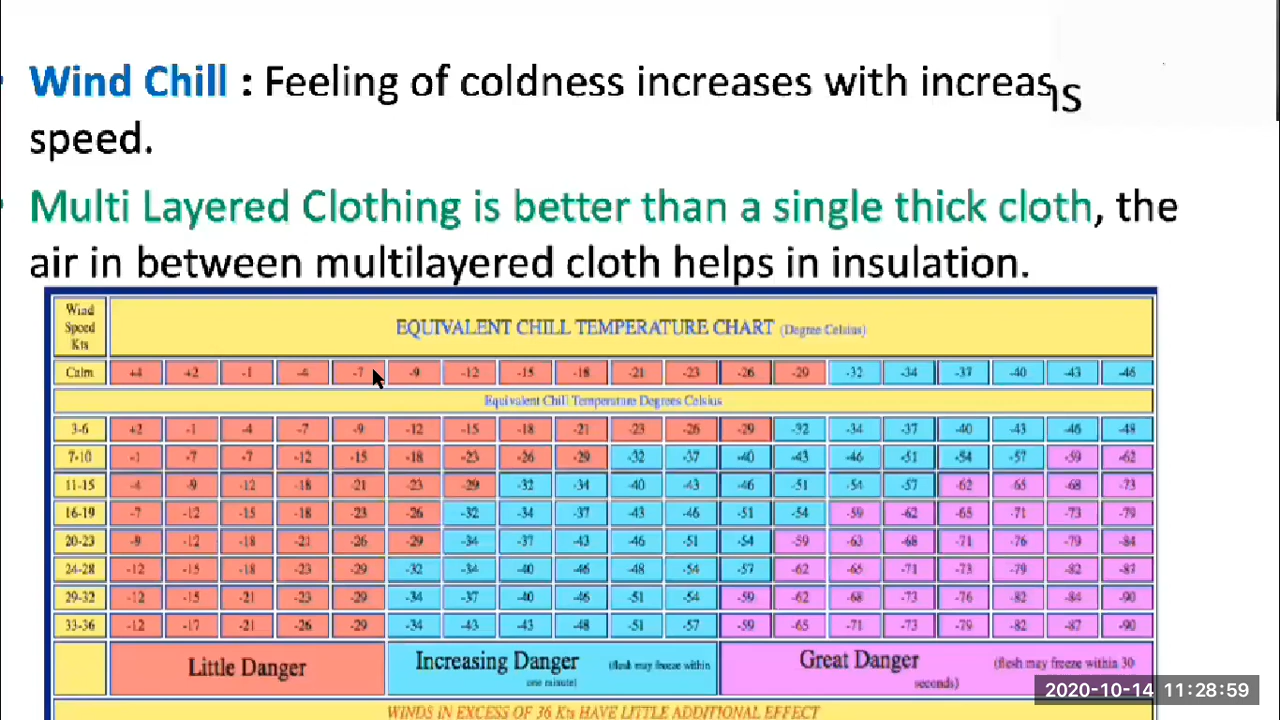 Wind Chill : Feeling of coldness increases with increas
speed.
Multi Layered Clothing is better than a single thick cloth, the
air in between multilayered cloth helps in insulation.
Wind Speed Kts EQUIVALENT CHILL TEMPERATURE CHART (Degree Celsius)
Calm +4 +2 -1 -4 -7 -9 -12 -15 -18 -21 -23 -26 -29 -32 -34 -37 -40 -43 -46
Equivalent Chill Temperature Degrees Celsius
3-6 +2 -1 -4 -7 -9 -12 -15 -18 -21 -23 -26 -29 -32 -34 -37 -40 -43 -46 -48
7-10 -1 -7 -7 -12 -15 -18 -23 -26 -29 -32 -37 -40 -43 -46 -51 -54 -57 -59 -62
11-15 -4 -9 -12 -18 -21 -23 -29 -32 -34 -40 -43 -46 -51 -54 -57 -62 -65 -68 -73
16-19 -7 -12 -15 -18 -23 -26 -32 -34 -37 -43 -46 -51 -54 -59 -62 -65 -71 -73 -79
20-23 -9 -12 -18 -21 -26 -29 -34 -37 -43 -46 -51 -54 -59 -63 -68 -71 -76 -79 -84
24-28 -12 -15 -18 -23 -29 -32 -34 -40 -46 -48 -54 -57 -62 -65 -71 -73 -79 -82 -87
29-32 -12 -15 -21 -23 -29 -34 -37 -40 -46 -51 -54 -59 -62 -68 -73 -76 -82 -84 -90
33-36 -12 -17 -21 -26 -29 -34 -43 -43 -48 -51 -57 -59 -65 -71 -73 -79 -82 -87 -90
Little Danger Increasing Danger (flesh may freeze within one minute) Great Danger (flesh may freeze within 30 seconds)
WINDS IN EXCESS OF 36 Kts HAVE LITTLE ADDITIONAL EFFECT
2020-10-14 11:28:59